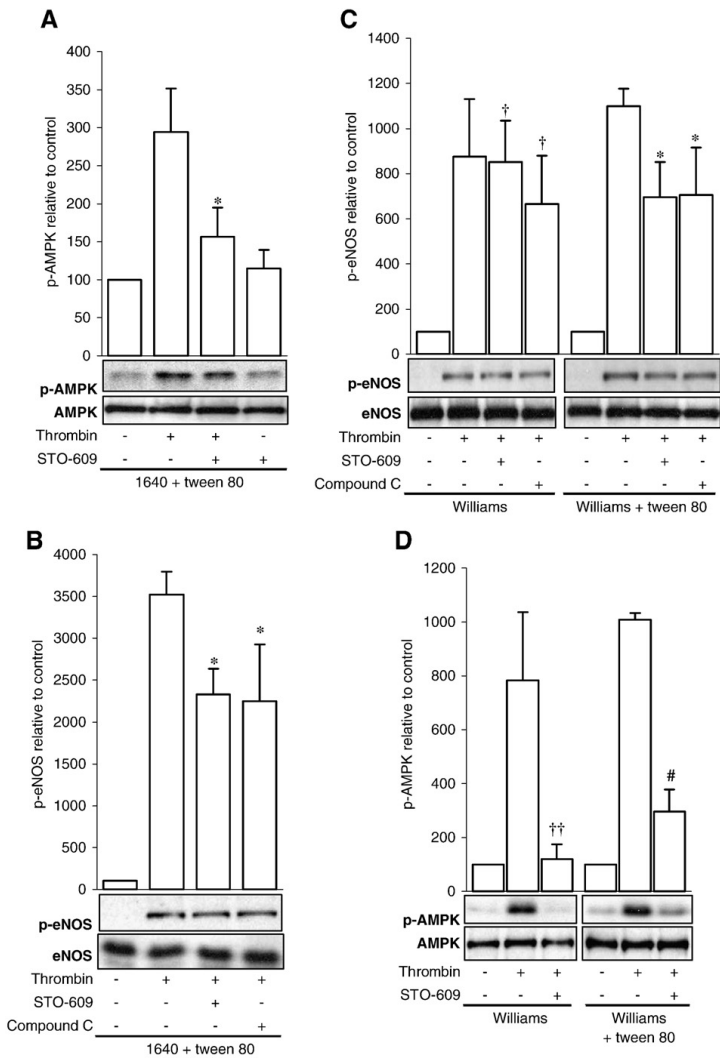 A
p-AMPK relative to control
400
350
300
250
200
150
100
50
0
*
p-AMPK
AMPK
Thrombin - + + -
STO-609 - - + +
1640 + tween 80
B
p-eNOS relative to control
4000
3500
3000
2500
2000
1500
1000
500
0
* *
p-eNOS
eNOS
Thrombin - + + +
STO-609 - - + -
Compound C - - - +
1640 + tween 80
C
p-eNOS relative to control
1400
1200
1000
800
600
400
200
0
† † * *
p-eNOS
eNOS
Thrombin - + + + - + + +
STO-609 - - + - - - + -
Compound C - - - + - - - +
Williams Williams + tween 80
D
p-AMPK relative to control
1200
1000
800
600
400
200
0
†† #
p-AMPK
AMPK
Thrombin - + + - + +
STO-609 - - + - - +
Williams Williams
+ tween 80